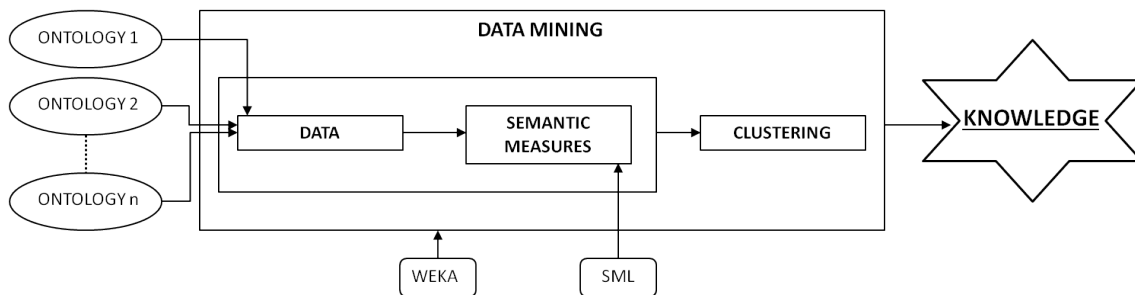 ONTOLOGY 1
DATA MINING
ONTOLOGY 2
DATA
SEMANTIC
MEASURES
CLUSTERING
KNOWLEDGE
ONTOLOGY n
WEKA
SML